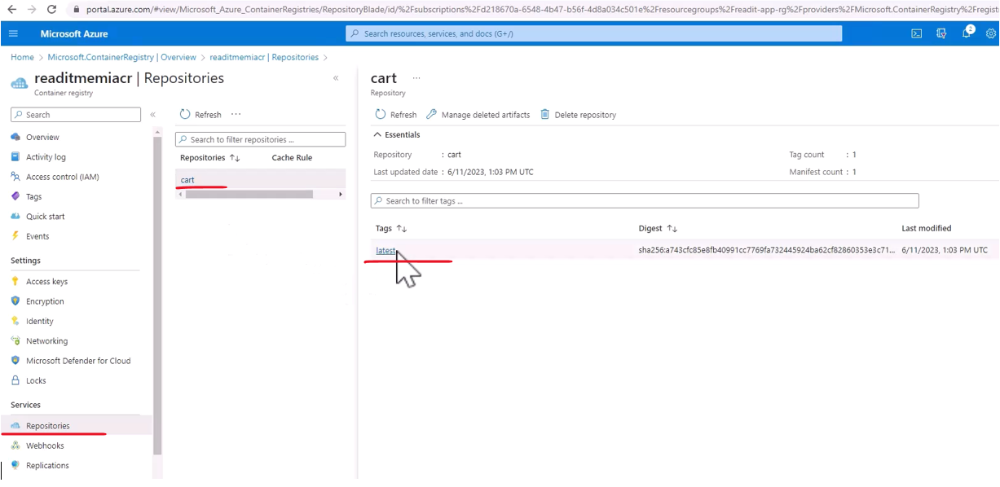 portal.azure.com/#view/Microsoft_Azure_ContainerRegistries/RepositoryBlade/id/%2Fsubscriptions%2Fd218670a-6548-4b47-b56f-4d8a034c501e%2Fresourcegroups%2Freadit-app-rg%2Fproviders%2FMicrosoft.ContainerRegistry%2Fregist
Microsoft Azure
Search resources, services, and docs (G+/)
2
Home > Microsoft.ContainerRegistry | Overview > readitmemiacr | Repositories >
readitmemiacr | Repositories
Container registry
Search
Overview
Activity log
Access control (IAM)
Tags
Quick start
Events
Settings
Access keys
Encryption
Identity
Networking
Microsoft Defender for Cloud
Locks
Services
Repositories
Webhooks
Replications
Refresh ...
Search to filter repositories ...
Repositories Cache Rule
cart
cart ...
Repository
Refresh Manage deleted artifacts Delete repository
Essentials
Repository : cart Tag count : 1
Last updated date : 6/11/2023, 1:03 PM UTC Manifest count : 1
Search to filter tags ...
Tags Digest Last modified
latest sha256:a743cfc85e8fb40991cc7769fa732445924ba62cf82860353e3c71... 6/11/2023, 1:03 PM UTC